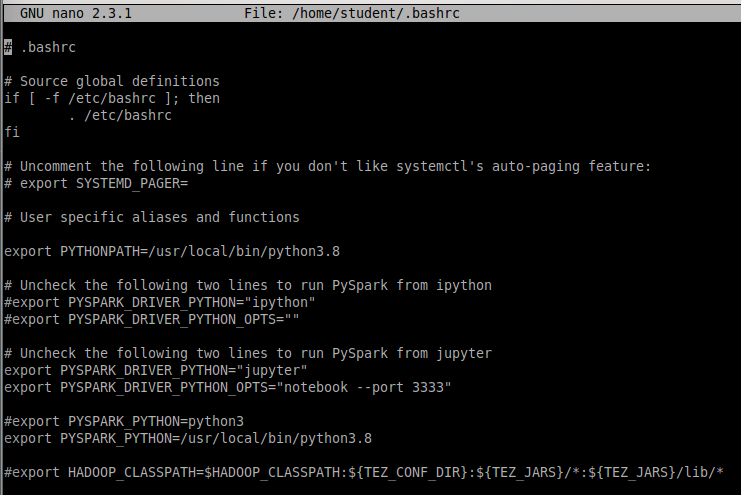 GNU nano 2.3.1 File: /home/student/.bashrc
# .bashrc
# Source global definitions
if [ -f /etc/bashrc ]; then
. /etc/bashrc
fi
# Uncomment the following line if you don't like systemctl's auto-paging feature:
# export SYSTEMD_PAGER=
# User specific aliases and functions
export PYTHONPATH=/usr/local/bin/python3.8
# Uncheck the following two lines to run PySpark from ipython
#export PYSPARK_DRIVER_PYTHON="ipython"
#export PYSPARK_DRIVER_PYTHON_OPTS=""
# Uncheck the following two lines to run PySpark from jupyter
export PYSPARK_DRIVER_PYTHON="jupyter"
export PYSPARK_DRIVER_PYTHON_OPTS="notebook --port 3333"
#export PYSPARK_PYTHON=python3
export PYSPARK_PYTHON=/usr/local/bin/python3.8
#export HADOOP_CLASSPATH=$HADOOP_CLASSPATH:${TEZ_CONF_DIR}:${TEZ_JARS}/*:${TEZ_JARS}/lib/*